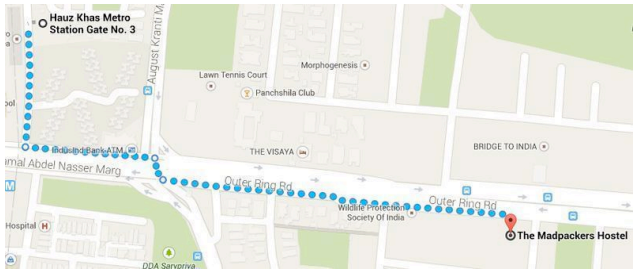 Hauz Khas Metro
Station Gate No. 3
August Kranti M
Morphogenesis
Lawn Tennis Court
Panchshila Club
ool
IndusInd Bank ATM
THE VISAYA
BRIDGE TO INDIA
amal Abdel Nasser Marg
Outer Ring Rd
Outer Ring Rd
M
Wildlife Protection
Society Of India
Hospital H
The Madpackers Hostel
DDA Sarvpriya